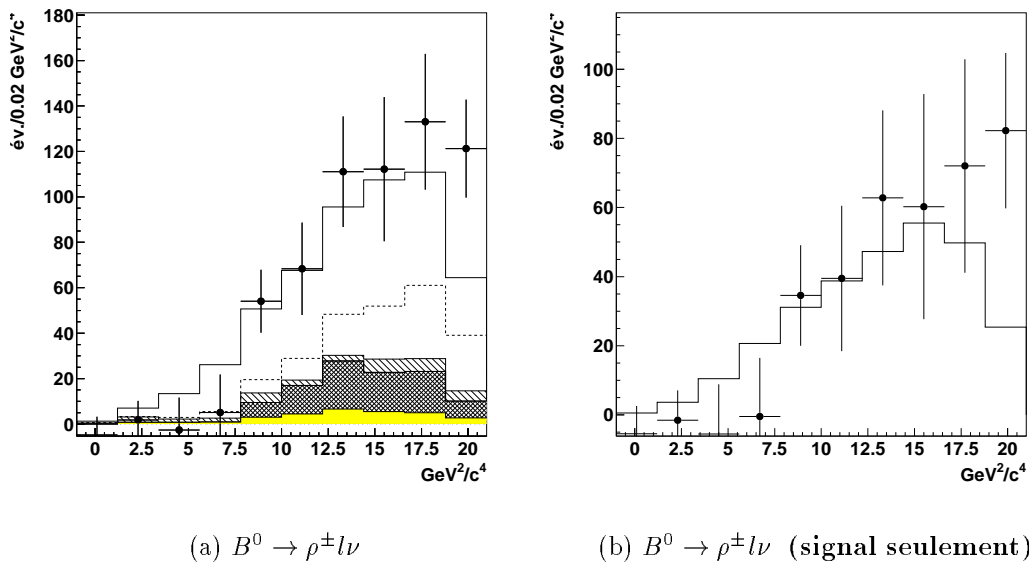 év./0.02 GeV²/c⁴
180
160
140
120
100
80
60
40
20
0
0 2.5 5 7.5 10 12.5 15 17.5 20
GeV²/c⁴
(a) B⁰ → ρ±lν
év./0.02 GeV²/c⁴
100
80
60
40
20
0
0 2.5 5 7.5 10 12.5 15 17.5 20
GeV²/c⁴
(b) B⁰ → ρ±lν (signal seulement)